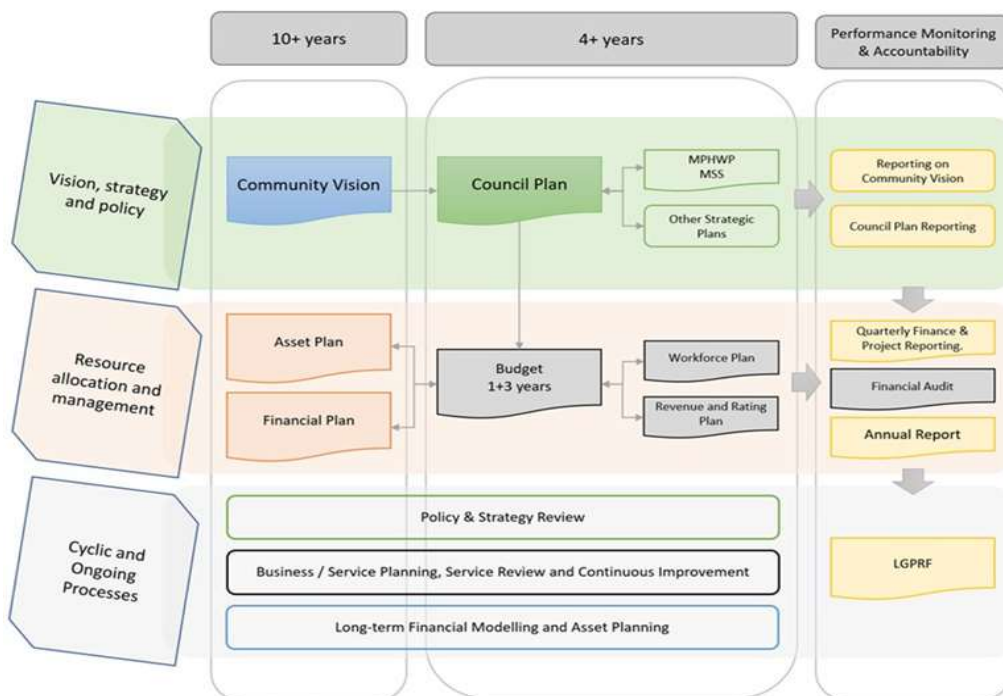 10+ years
4+ years
Performance Monitoring
& Accountability
Vision, strategy
and policy
Community Vision
Council Plan
MPHWP
MSS
Other Strategic
Plans
Reporting on
Community Vision
Council Plan Reporting
Resource
allocation and
management
Asset Plan
Financial Plan
Budget
1+3 years
Workforce Plan
Revenue and Rating
Plan
Quarterly Finance &
Project Reporting.
Financial Audit
Annual Report
Cyclic and
Ongoing
Processes
Policy & Strategy Review
Business / Service Planning, Service Review and Continuous Improvement
Long-term Financial Modelling and Asset Planning
LGPRF